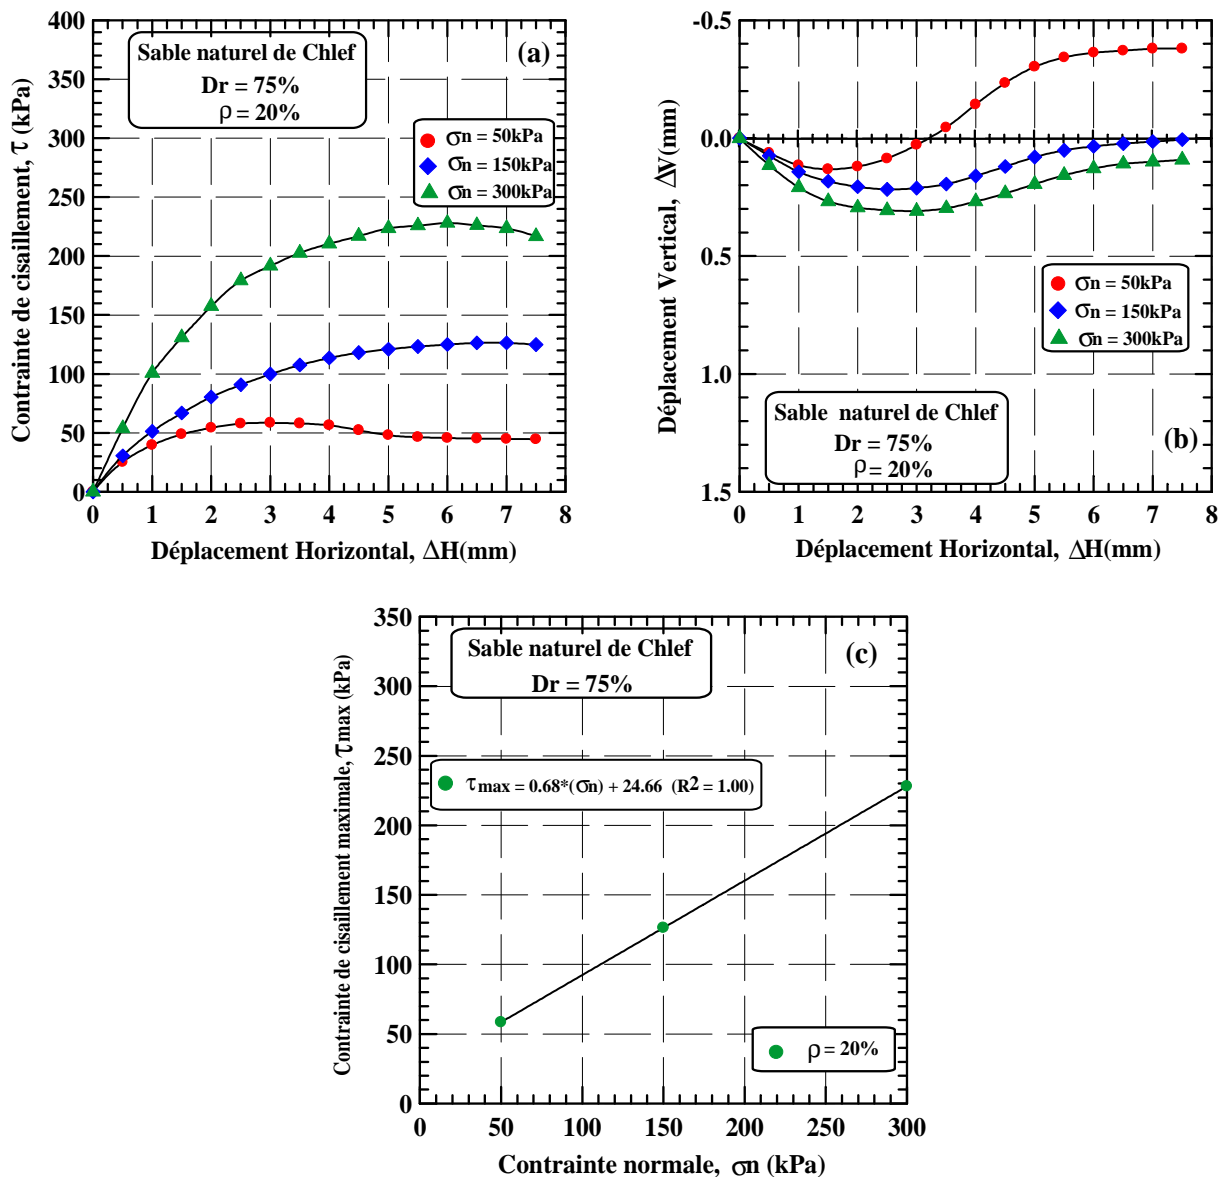 (a)
Sable naturel de Chlef
Dr = 75%
ρ = 20%
σn = 50kPa
σn = 150kPa
σn = 300kPa
Contrainte de cisaillement, τ (kPa)
400
350
300
250
200
150
100
50
0
0 1 2 3 4 5 6 7 8
Déplacement Horizontal, ΔH(mm)
Déplacement Vertical, ΔV(mm)
-0.5
0.0
0.5
1.0
1.5
σn = 50kPa
σn = 150kPa
σn = 300kPa
Sable naturel de Chlef
Dr = 75%
ρ = 20%
(b)
0 1 2 3 4 5 6 7 8
Déplacement Horizontal, ΔH(mm)
(c)
Sable naturel de Chlef
Dr = 75%
τmax = 0.68*(σn) + 24.66 (R2 = 1.00)
ρ = 20%
Contrainte de cisaillement maximale, τmax (kPa)
350
300
250
200
150
100
50
0
0 50 100 150 200 250 300
Contrainte normale, σn (kPa)